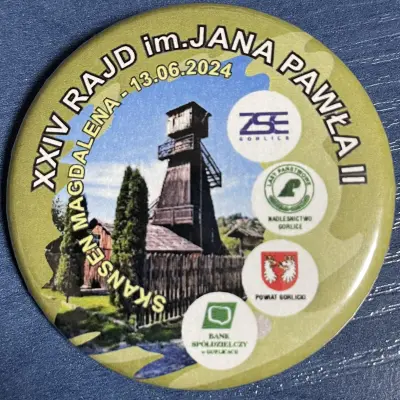 XXIV RAJD im.JANA PAWŁA II
SKANSEN MAGDALENA - 13.06.2024
ZSE
GORLICE
LASY PAŃSTWOWE
NADLEŚNICTWO
GORLICE
POWIAT GORLICKI
BANK
SPÓŁDZIELCZY
w GORLICACH